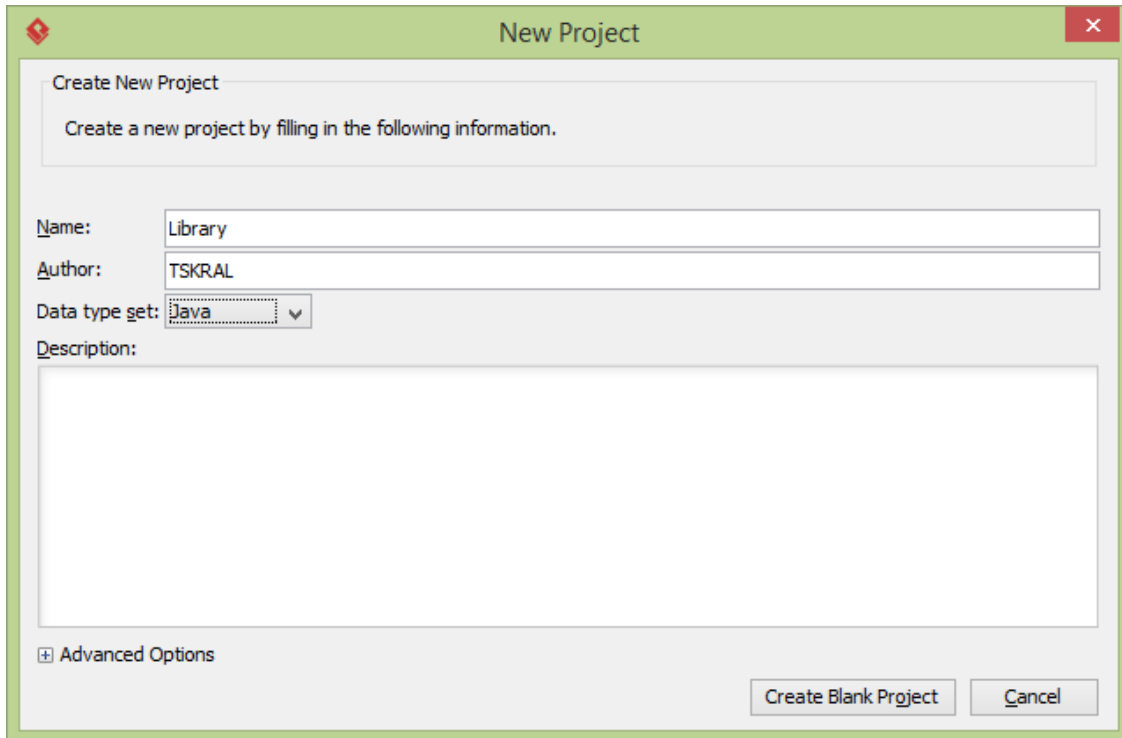 New Project
Create New Project
Create a new project by filling in the following information.
Name: Library
Author: TSKRAL
Data type set: Java
Description:
Advanced Options
Create Blank Project Cancel